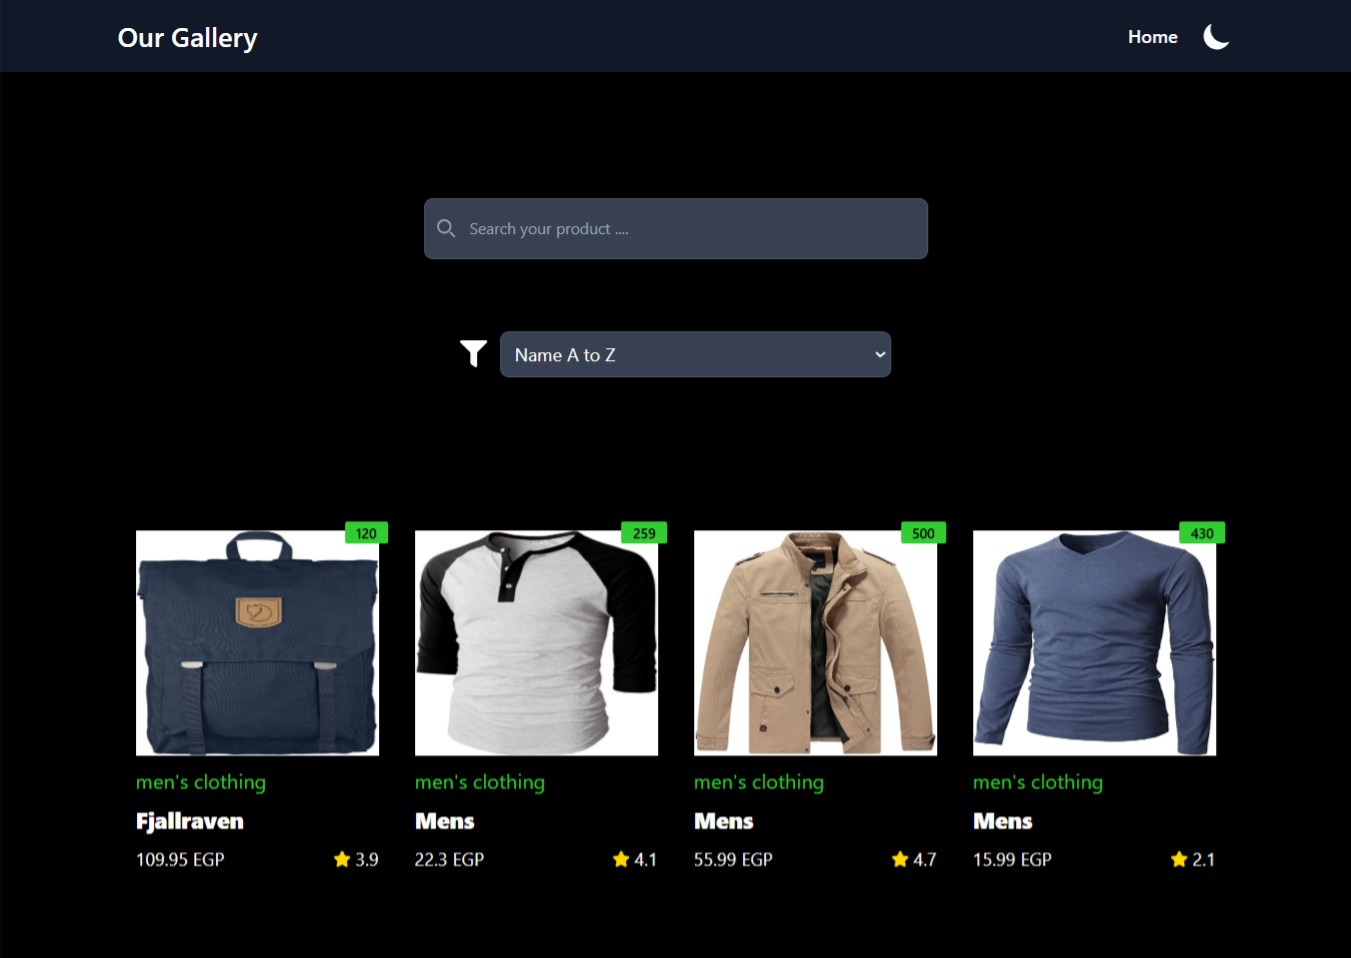 Our Gallery
Home
Search your product ....
Name A to Z
120
259
500
430
men's clothing
men's clothing
men's clothing
men's clothing
Fjallraven
Mens
Mens
Mens
109.95 EGP
3.9
22.3 EGP
4.1
55.99 EGP
4.7
15.99 EGP
2.1